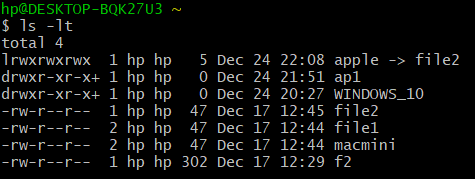 hp@DESKTOP-BQK27U3 ~
$ ls -lt
total 4
lrwxrwxrwx  1 hp hp   5 Dec 24 22:08 apple -> file2
drwxr-xr-x+ 1 hp hp   0 Dec 24 21:51 ap1
drwxr-xr-x+ 1 hp hp   0 Dec 24 20:27 WINDOWS_10
-rw-r--r--  1 hp hp  47 Dec 17 12:45 file2
-rw-r--r--  2 hp hp  47 Dec 17 12:44 file1
-rw-r--r--  2 hp hp  47 Dec 17 12:44 macmini
-rw-r--r--  1 hp hp 302 Dec 17 12:29 f2